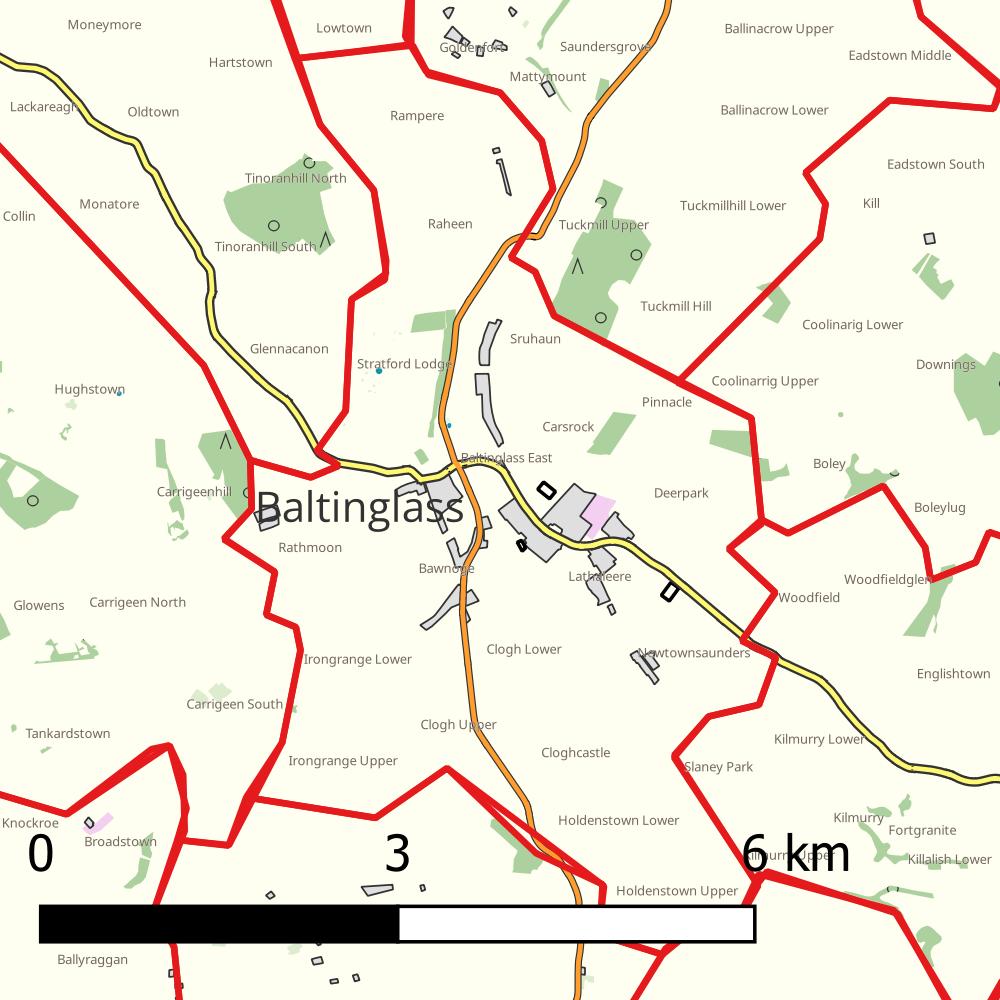 Moneymore
Lowtown
Ballinacrow Upper
Goldenfort
Saundersgrove
Eadstown Middle
Hartstown
Mattymount
Lackareagh
Oldtown
Rampere
Ballinacrow Lower
Eadstown South
Tinoranhill North
Monatore
Tuckmillhill Lower
Kill
Collin
Raheen
Tuckmill Upper
Tinoranhill South
Tuckmill Hill
Coolinarig Lower
Sruhaun
Glennacanon
Stratford Lodge
Downings
Hughstown
Coolinarrig Upper
Pinnacle
Carsrock
Baltinglass East
Boley
Carrigeenhill
Deerpark
Baltinglass
Boleylug
Rathmoon
Bawnoge
Lathaleere
Woodfieldglen
Woodfield
Glowens
Carrigeen North
Clogh Lower
Newtownsaunders
Irongrange Lower
Englishtown
Carrigeen South
Clogh Upper
Tankardstown
Kilmurry Lower
Cloghcastle
Irongrange Upper
Slaney Park
Knockroe
Holdenstown Lower
Kilmurry
Fortgranite
Broadstown
0 3 6 km
Kilmurry Upper
Killalish Lower
Holdenstown Upper
Ballyraggan